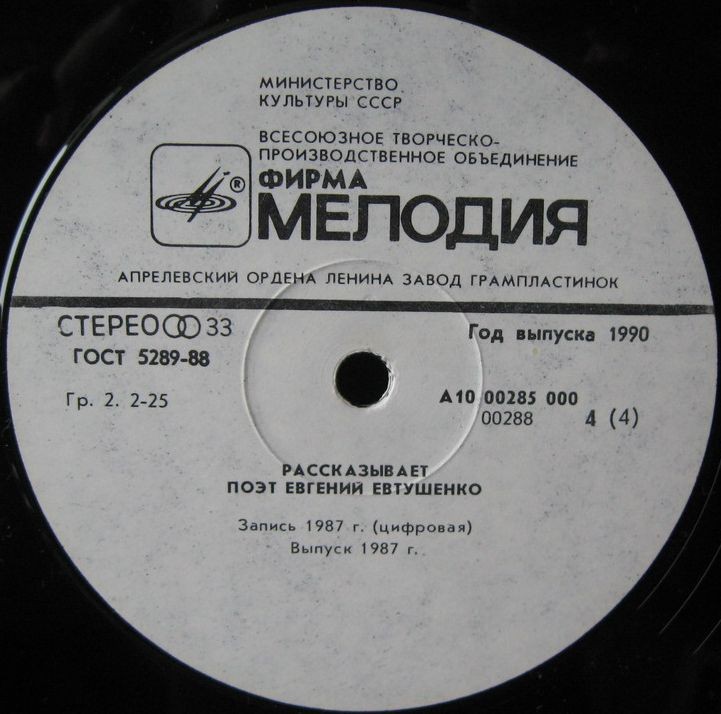 МИНИСТЕРСТВО
КУЛЬТУРЫ СССР
ВСЕСОЮЗНОЕ ТВОРЧЕСКО-
ПРОИЗВОДСТВЕННОЕ ОБЪЕДИНЕНИЕ
®
ФИРМА
МЕЛОДИЯ
АПРЕЛЕВСКИЙ ОРДЕНА ЛЕНИНА ЗАВОД ГРАМПЛАСТИНОК
СТЕРЕО 33
Год выпуска 1990
ГОСТ 5289-88
Гр. 2. 2-25
А10 00285 000
00288 4 (4)
РАССКАЗЫВАЕТ
ПОЭТ ЕВГЕНИЙ ЕВТУШЕНКО
Запись 1987 г. (цифровая)
Выпуск 1987 г.